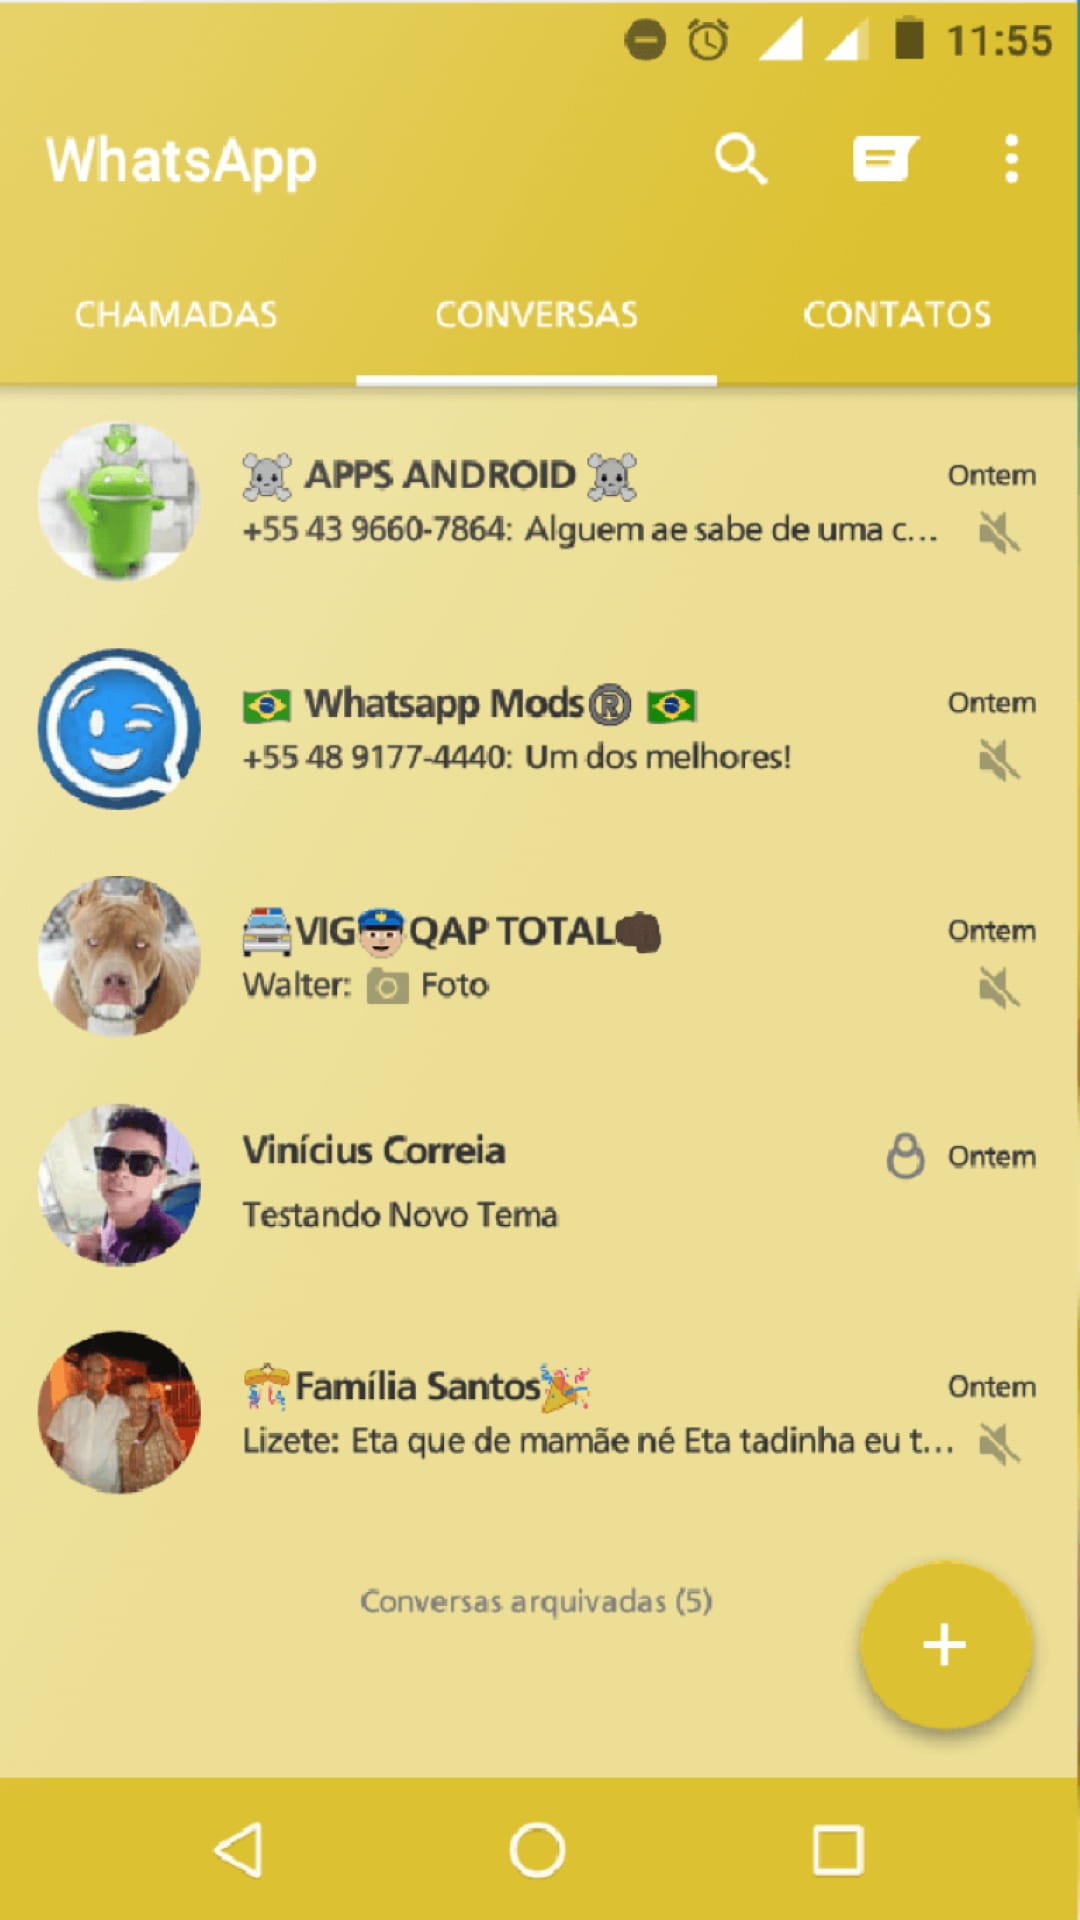 11:55
WhatsApp
CHAMADAS CONVERSAS CONTATOS
☠ APPS ANDROID ☠ Ontem
+55 43 9660-7864: Alguem ae sabe de uma c...
🇧🇷 Whatsapp Mods® 🇧🇷 Ontem
+55 48 9177-4440: Um dos melhores!
🚔VIG👮🏼QAP TOTAL👊🏿 Ontem
Walter: 📷 Foto
Vinícius Correia Ontem
Testando Novo Tema
🎊Família Santos🎉 Ontem
Lizete: Eta que de mamãe né Eta tadinha eu t...
Conversas arquivadas (5)